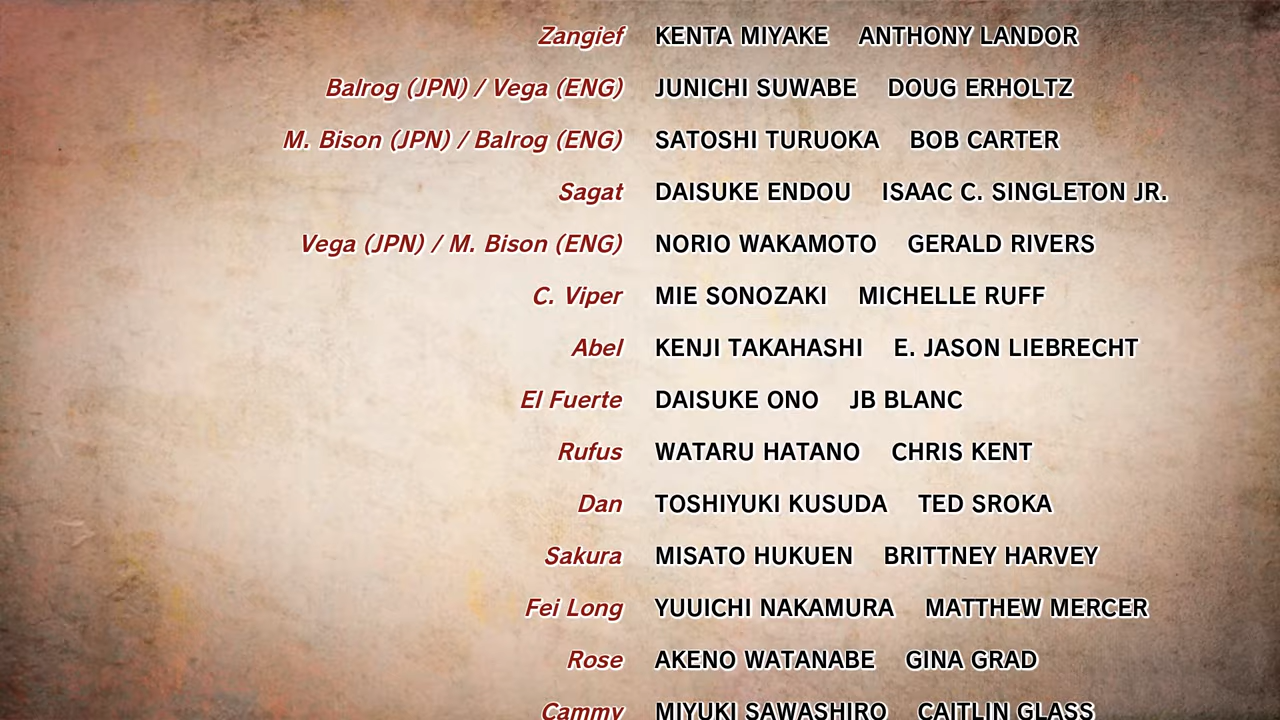 Zangief KENTA MIYAKE ANTHONY LANDOR
Balrog (JPN) / Vega (ENG) JUNICHI SUWABE DOUG ERHOLTZ
M. Bison (JPN) / Balrog (ENG) SATOSHI TURUOKA BOB CARTER
Sagat DAISUKE ENDOU ISAAC C. SINGLETON JR.
Vega (JPN) / M. Bison (ENG) NORIO WAKAMOTO GERALD RIVERS
C. Viper MIE SONOZAKI MICHELLE RUFF
Abel KENJI TAKAHASHI E. JASON LIEBRECHT
El Fuerte DAISUKE ONO JB BLANC
Rufus WATARU HATANO CHRIS KENT
Dan TOSHIYUKI KUSUDA TED SROKA
Sakura MISATO HUKUEN BRITTNEY HARVEY
Fei Long YUUICHI NAKAMURA MATTHEW MERCER
Rose AKENO WATANABE GINA GRAD
Cammy MIYUKI SAWASHIRO CAITLIN GLASS